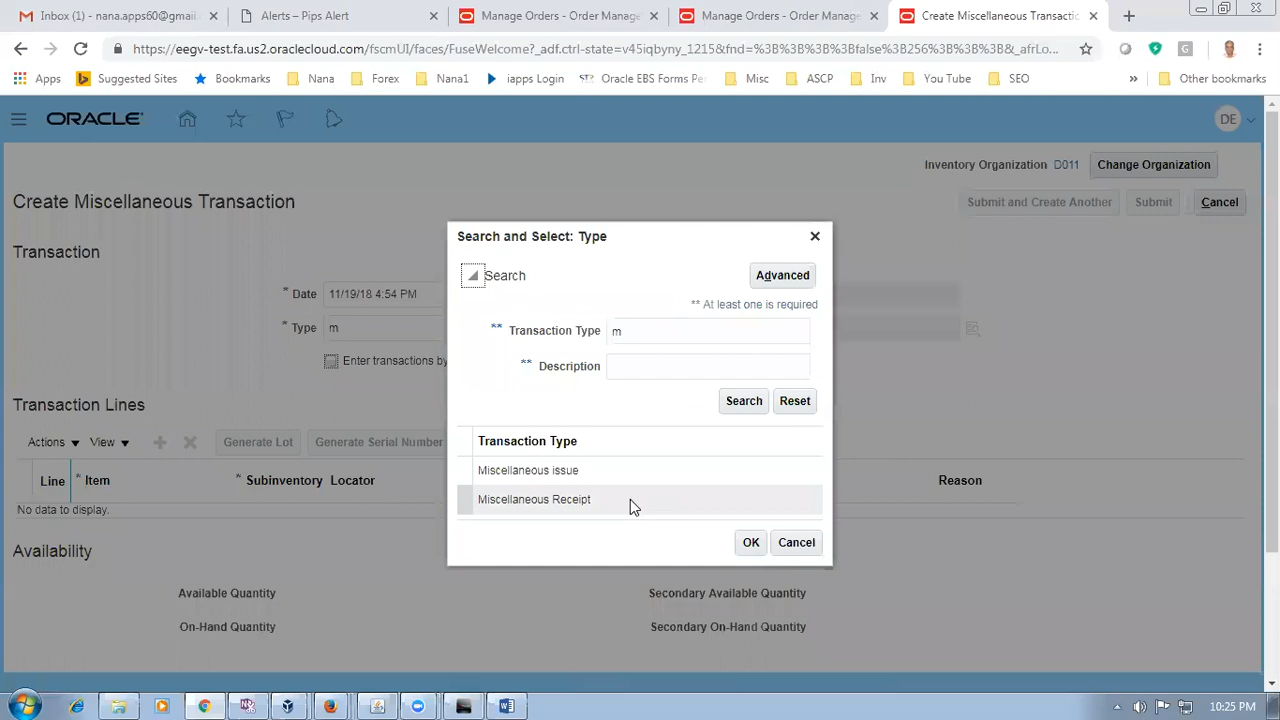 Inbox (30) - nana.apps60@gmail.
Alerts – Pips Alert
Manage Orders - Order Manage
Manage Orders - Order Manage
Create Miscellaneous Transactio
https://eegv-test.fa.us2.oraclecloud.com/fscmUI/faces/FuseWelcome?_adf.ctrl-state=v45iqbyny_1215&fnd=%3B%3B%3B%3Bfalse%3B256%3B%3B%3B&_afrLo...
Apps Suggested Sites Bookmarks Nana Forex Nana1 iapps Login Oracle EBS Forms Pe Misc ASCP Inv You Tube SEO » Other bookmarks
ORACLE DE
Inventory Organization D011 Change Organization
Create Miscellaneous Transaction Submit and Create Another Submit Cancel
Transaction
* Date 11/19/18 4:54 PM
* Type m
Enter transactions by
Search and Select: Type
Search Advanced
** At least one is required
** Transaction Type m
** Description
Search Reset
Transaction Type
Miscellaneous issue
Miscellaneous Receipt
OK Cancel
Transaction Lines
Actions View Generate Lot Generate Serial Number
Line * Item * Subinventory Locator Reason
No data to display.
Availability
Available Quantity Secondary Available Quantity
On-Hand Quantity Secondary On-Hand Quantity
10:25 PM